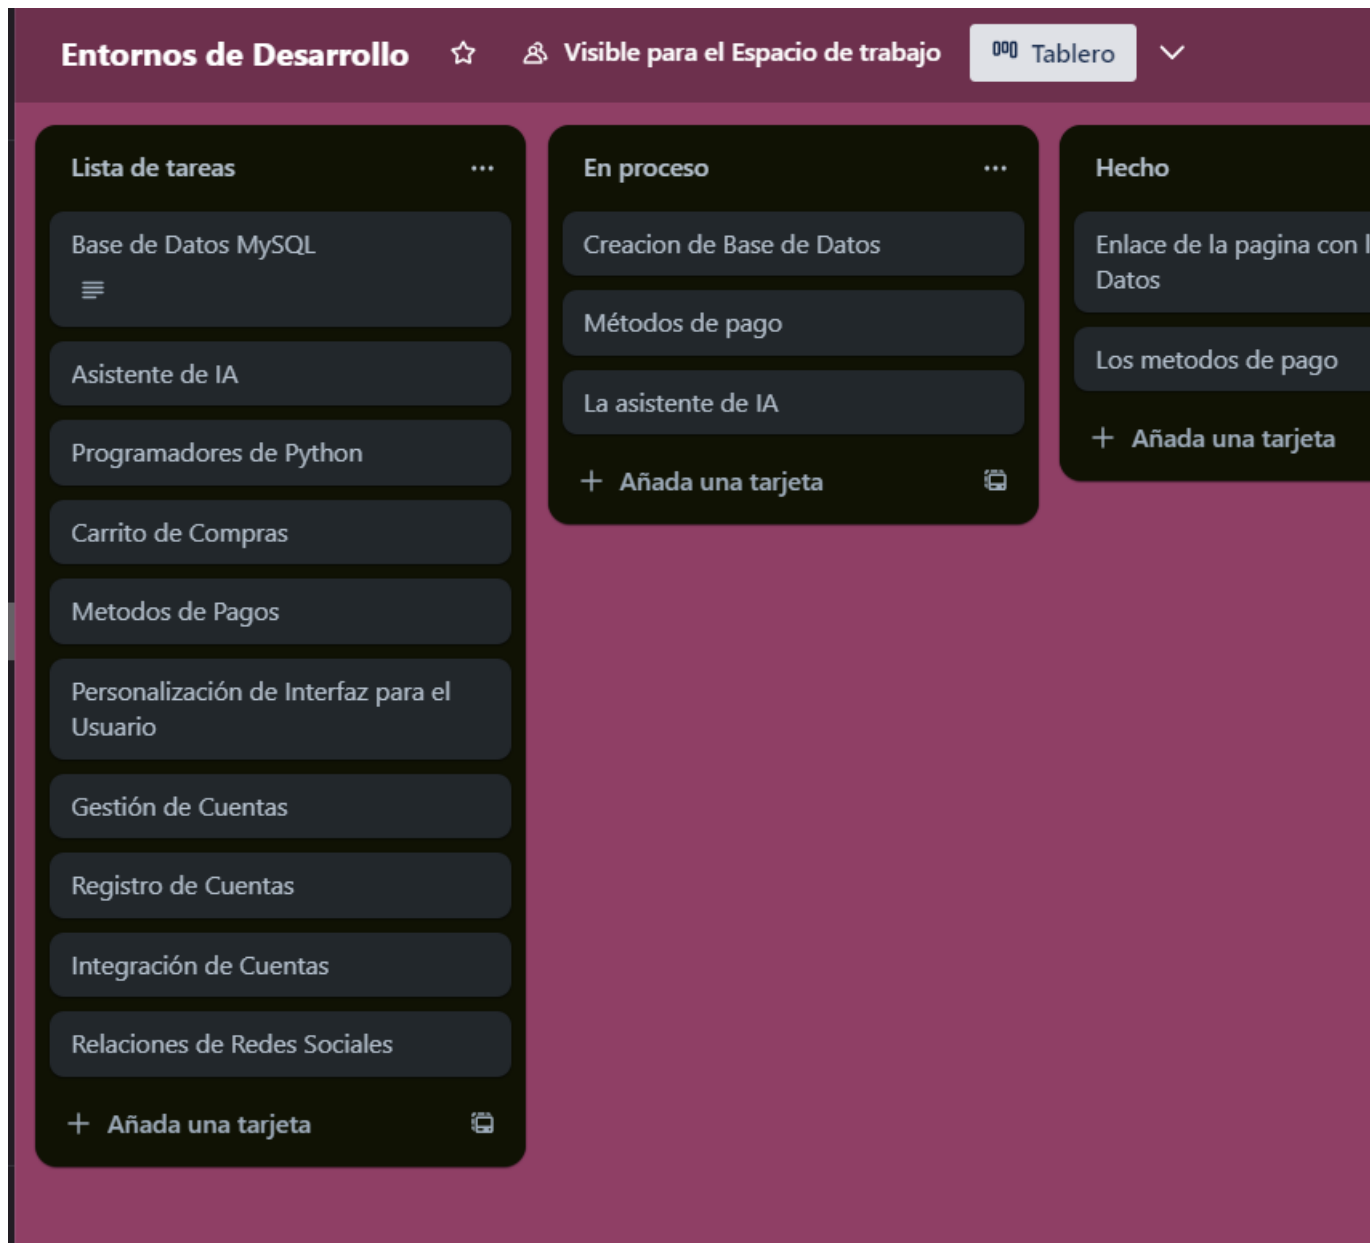 Entornos de Desarrollo
Visible para el Espacio de trabajo
Tablero
Lista de tareas
Base de Datos MySQL
Asistente de IA
Programadores de Python
Carrito de Compras
Metodos de Pagos
Personalización de Interfaz para el
Usuario
Gestión de Cuentas
Registro de Cuentas
Integración de Cuentas
Relaciones de Redes Sociales
Añada una tarjeta
En proceso
Creacion de Base de Datos
Métodos de pago
La asistente de IA
Añada una tarjeta
Hecho
Enlace de la pagina con
Datos
Los metodos de pago
Añada una tarjeta